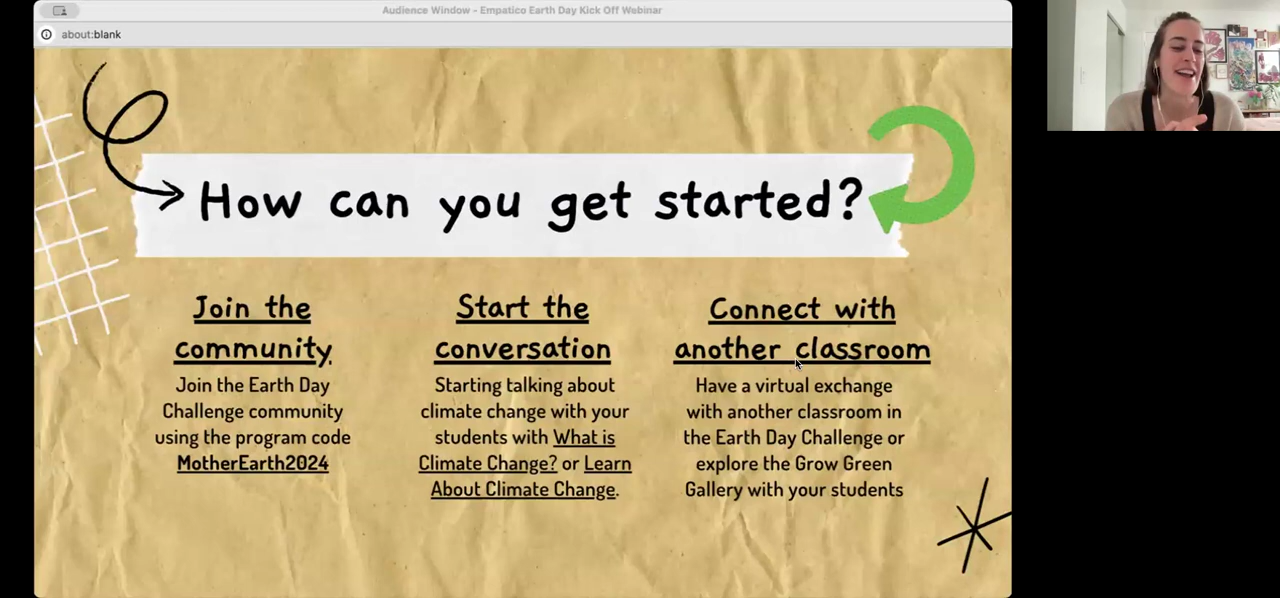 Audience Window - Empatico Earth Day Kick Off Webinar
about:blank
How can you get started?
Join the
community
Join the Earth Day
Challenge community
using the program code
MotherEarth2024
Start the
conversation
Starting talking about
climate change with your
students with What is
Climate Change? or Learn
About Climate Change.
Connect with
another classroom
Have a virtual exchange
with another classroom in
the Earth Day Challenge or
explore the Grow Green
Gallery with your students